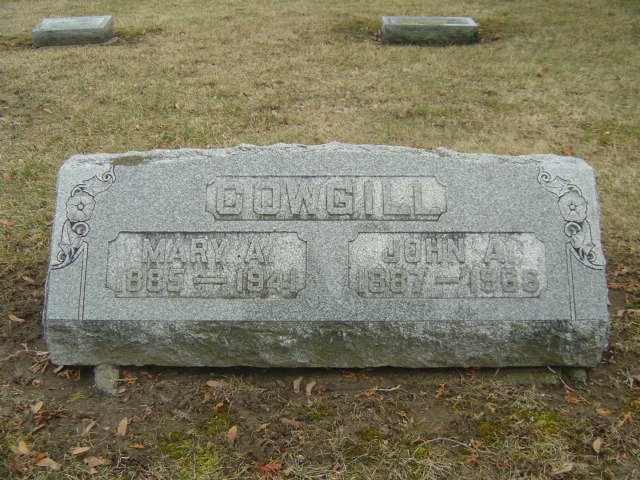 COWGILL
MARY A. JOHN A.
1885 — 1941 1887 — 1968